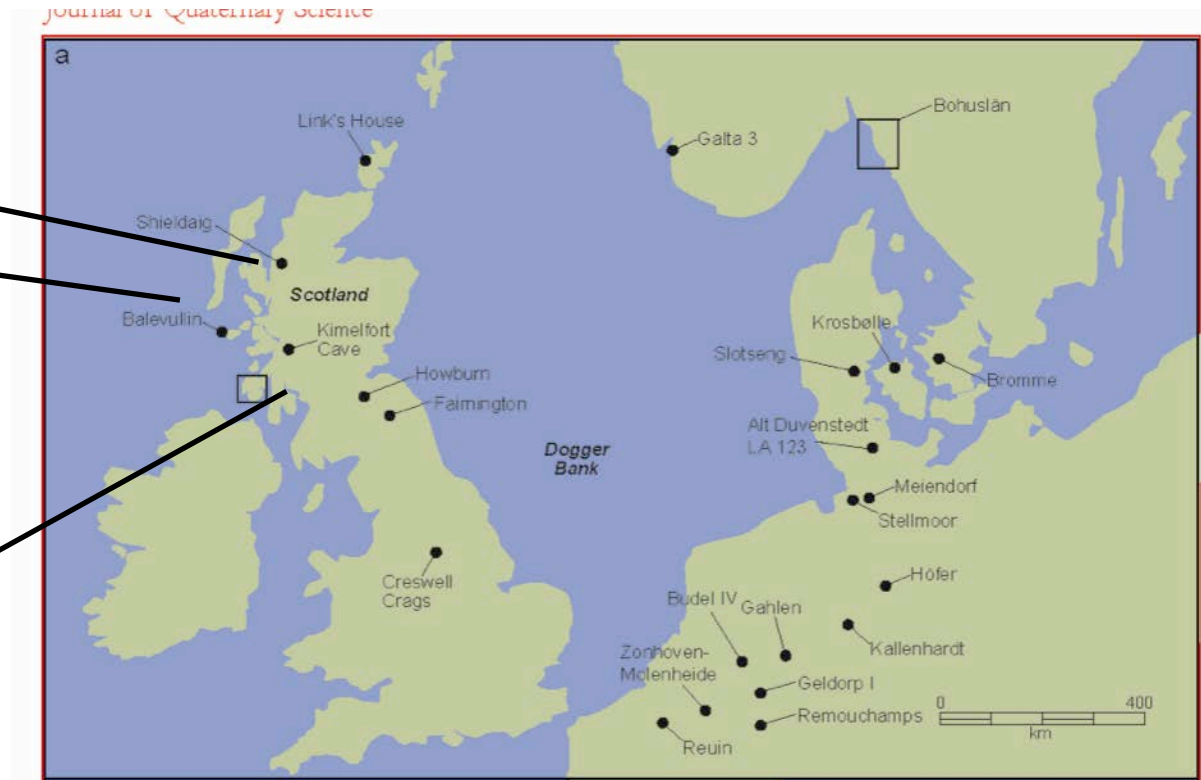 Journal of Quaternary Science
a
Link's House
Galta 3
Bohuslän
Shieldaig
Scotland
Balevullin
Kimelfort
Cave
Krosbølle
Slotseng
Bromme
Howburn
Fairnington
Alt Duvenstedt
LA 123
Dogger
Bank
Meiendorf
Stellmoor
Creswell
Crags
Höfer
Budel IV
Gahlen
Kallenhardt
Zonhoven-
Molenheide
Geldorp I
Remouchamps
Reuin
0
400
km